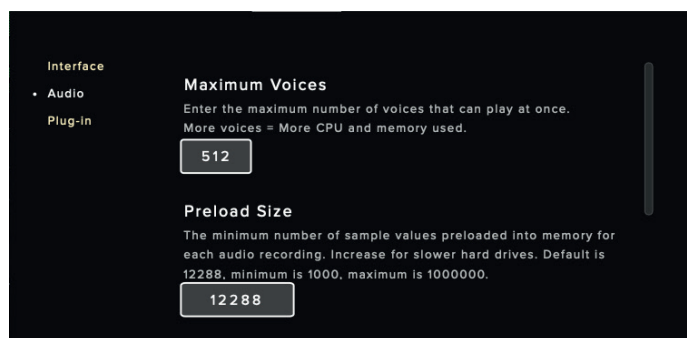 Interface
• Audio
Plug-in
Maximum Voices
Enter the maximum number of voices that can play at once.
More voices = More CPU and memory used.
512
Preload Size
The minimum number of sample values preloaded into memory for
each audio recording. Increase for slower hard drives. Default is
12288, minimum is 1000, maximum is 1000000.
12288